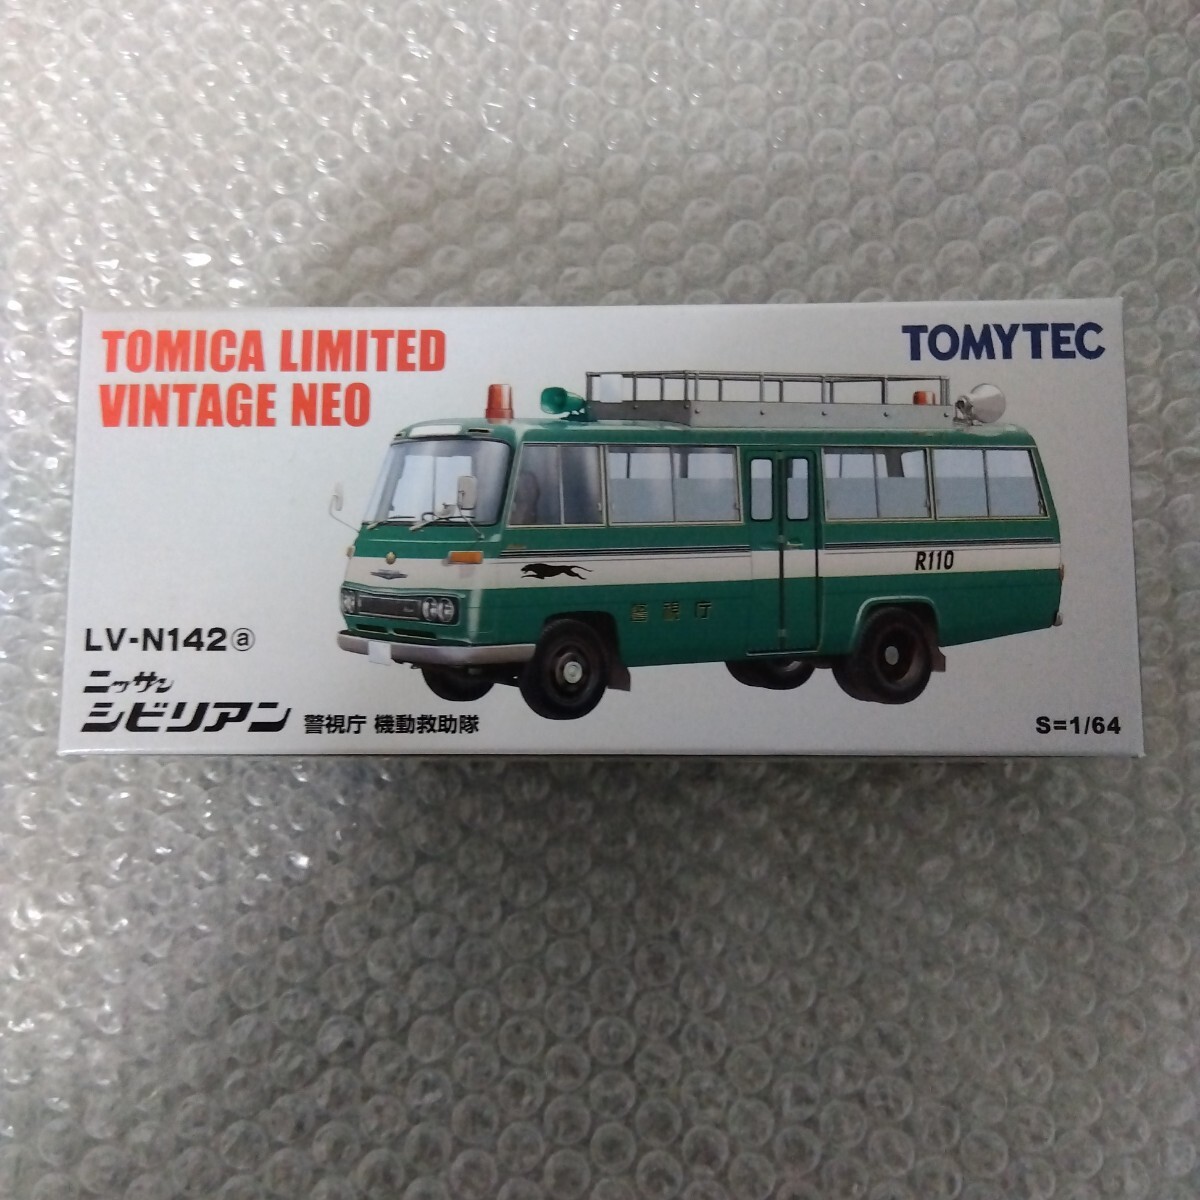 TOMICA LIMITED
VINTAGE NEO
TOMYTEC
R110
警視庁
LV-N142ⓐ
ニッサン
シビリアン 警視庁 機動救助隊
S=1/64